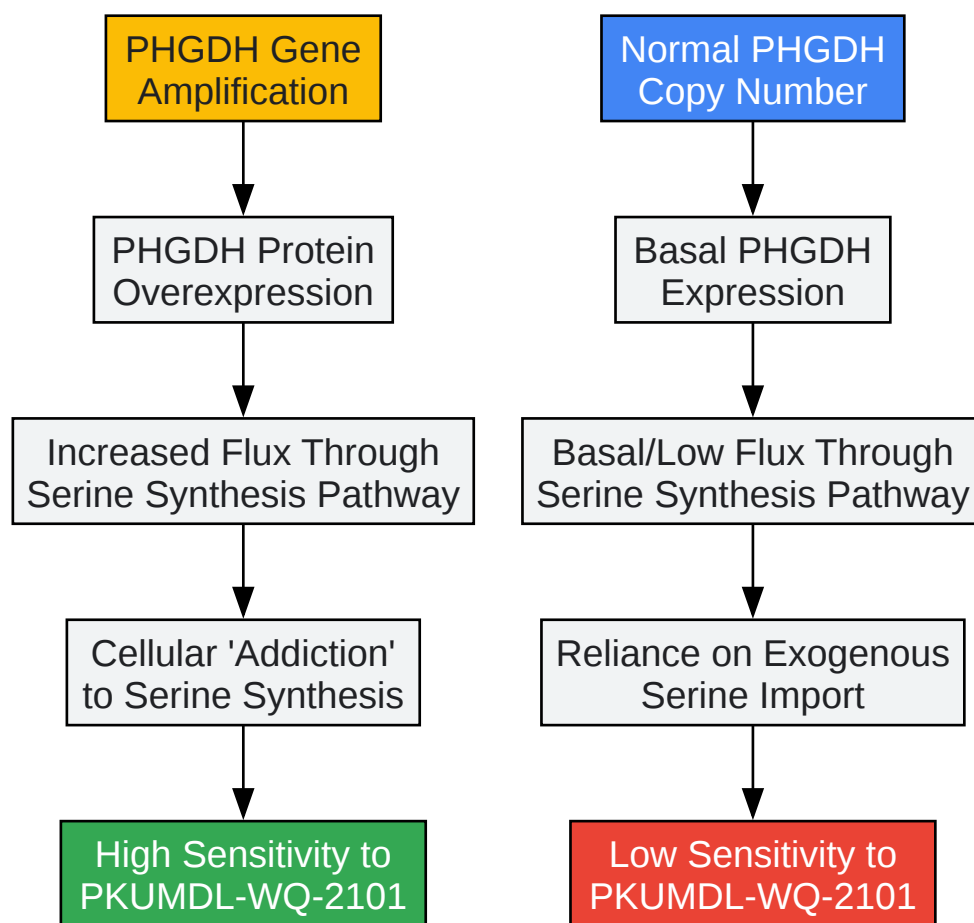 PHGDH Gene
Amplification
PHGDH Protein
Overexpression
Increased Flux Through
Serine Synthesis Pathway
Cellular 'Addiction'
to Serine Synthesis
High Sensitivity to
PKUMDL-WQ-2101
Normal PHGDH
Copy Number
Basal PHGDH
Expression
Basal/Low Flux Through
Serine Synthesis Pathway
Reliance on Exogenous
Serine Import
Low Sensitivity to
PKUMDL-WQ-2101